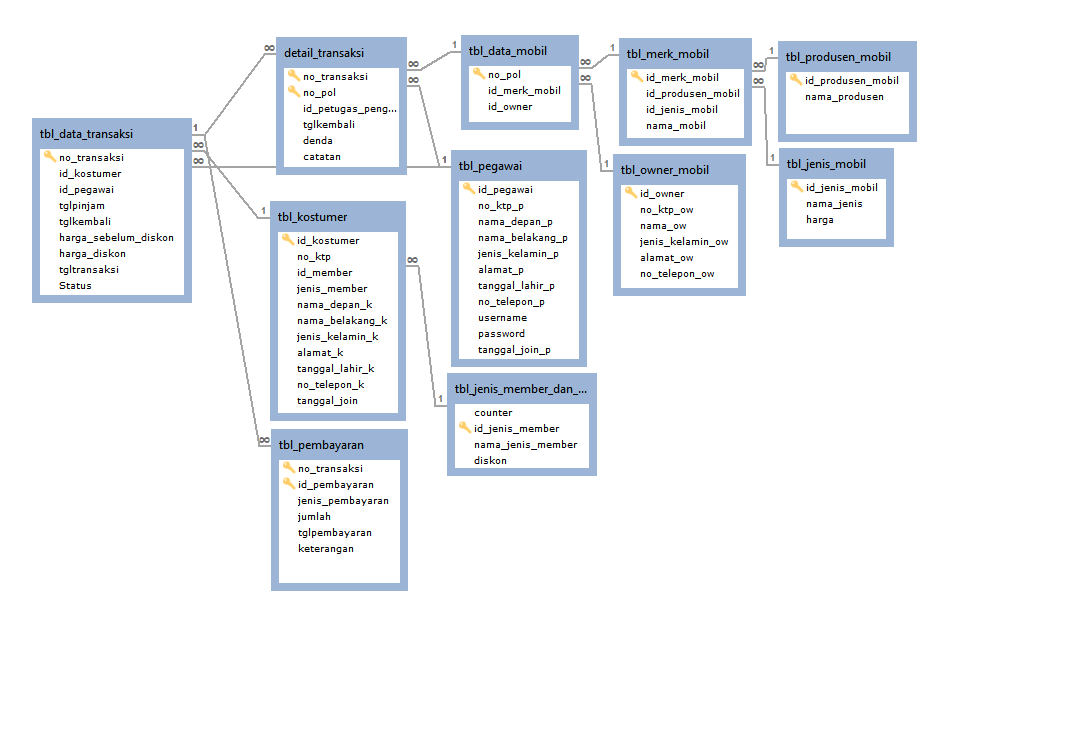 tbl_data_transaksi
no_transaksi
id_kostumer
id_pegawai
tglpinjam
tglkembali
harga_sebelum_diskon
harga_diskon
tgltransaksi
Status
1
∞
∞
∞
detail_transaksi
no_transaksi
no_pol
id_petugas_peng...
tglkembali
denda
catatan
∞
∞
1
tbl_kostumer
id_kostumer
no_ktp
id_member
jenis_member
nama_depan_k
nama_belakang_k
jenis_kelamin_k
alamat_k
tanggal_lahir_k
no_telepon_k
tanggal_join
∞
∞
tbl_pembayaran
no_transaksi
id_pembayaran
jenis_pembayaran
jumlah
tglpembayaran
keterangan
1
tbl_data_mobil
no_pol
id_merk_mobil
id_owner
∞
∞
1
tbl_pegawai
id_pegawai
no_ktp_p
nama_depan_p
nama_belakang_p
jenis_kelamin_p
alamat_p
tanggal_lahir_p
no_telepon_p
username
password
tanggal_join_p
1
tbl_jenis_member_dan_...
counter
id_jenis_member
nama_jenis_member
diskon
1
tbl_merk_mobil
id_merk_mobil
id_produsen_mobil
id_jenis_mobil
nama_mobil
∞
∞
1
tbl_owner_mobil
id_owner
no_ktp_ow
nama_ow
jenis_kelamin_ow
alamat_ow
no_telepon_ow
1
tbl_produsen_mobil
id_produsen_mobil
nama_produsen
1
tbl_jenis_mobil
id_jenis_mobil
nama_jenis
harga